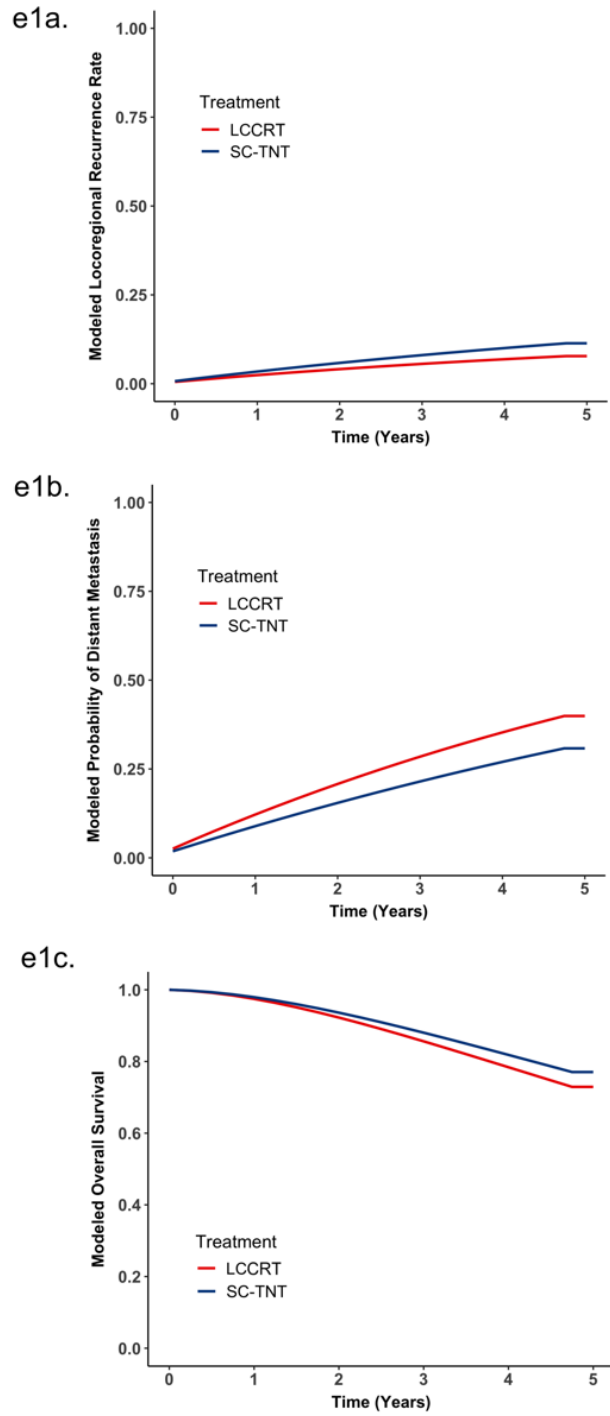 e1a.
Modeled Locoregional Recurrence Rate
1.00
0.75
0.50
0.25
0.00
Treatment
LCCRT
SC-TNT
0 1 2 3 4 5
Time (Years)
e1b.
Modeled Probability of Distant Metastasis
1.00
0.75
0.50
0.25
0.00
Treatment
LCCRT
SC-TNT
0 1 2 3 4 5
Time (Years)
e1c.
Modeled Overall Survival
1.0
0.8
0.6
0.4
0.2
0.0
Treatment
LCCRT
SC-TNT
0 1 2 3 4 5
Time (Years)